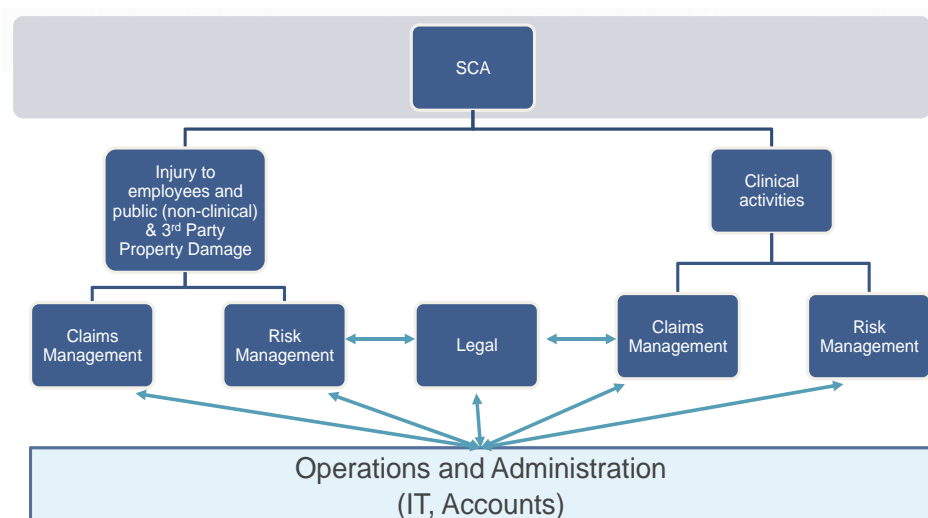 SCA
Injury to
employees and
public (non-clinical)
& 3rd Party
Property Damage
Clinical
activities
Claims
Management
Risk
Management
Legal
Claims
Management
Risk
Management
Operations and Administration
(IT, Accounts)